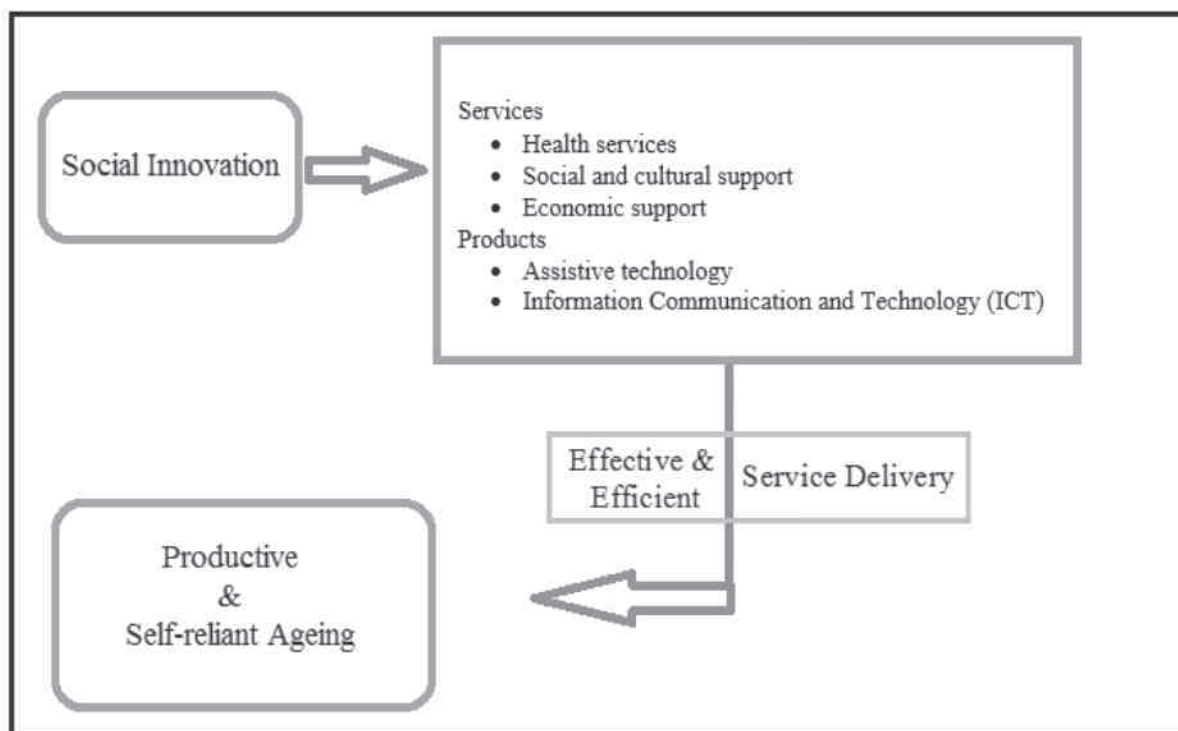 Social Innovation
Services
• Health services
• Social and cultural support
• Economic support
Products
• Assistive technology
• Information Communication and Technology (ICT)
Effective &
Efficient
Service Delivery
Productive
&
Self-reliant Ageing